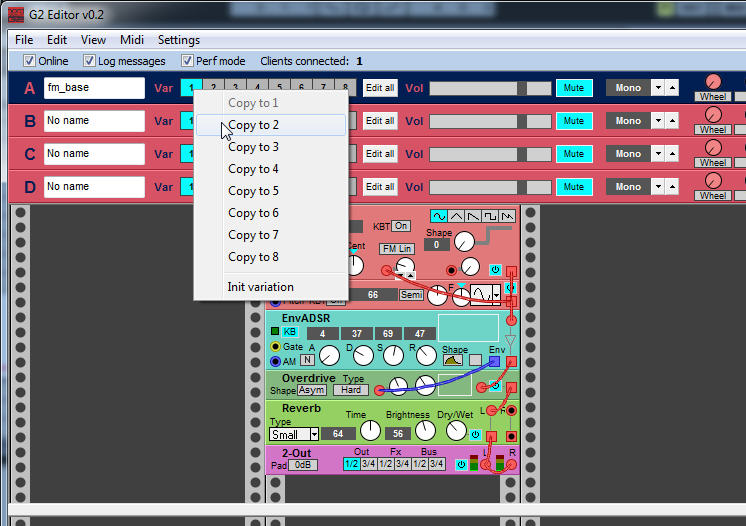 G2 Editor v0.2
File Edit View Midi Settings
Online Log messages Perf mode Clients connected: 1
A fm_base Var 1 2 3 4 5 6 7 8 Edit all Vol Mute Mono Wheel
B No name Var 1 Edit all Vol Mute Mono Wheel
C No name Var 1 Edit all Vol Mute Mono Wheel
D No name Var 1 Edit all Vol Mute Mono Wheel
Copy to 1
Copy to 2
Copy to 3
Copy to 4
Copy to 5
Copy to 6
Copy to 7
Copy to 8
Init variation
KBT On Shape
0
Cent FM Lin
66 Semi F
Pitch KBT On
EnvADSR
KB 4 37 69 47
Gate A D S R Shape Env
AM N
Overdrive Type
Shape Asym Hard
Reverb Time Brightness Dry/Wet L R
Type
Small 64 56
2-Out Out Fx Bus L R
Pad 0dB 1/2 3/4 1/2 3/4 1/2 3/4